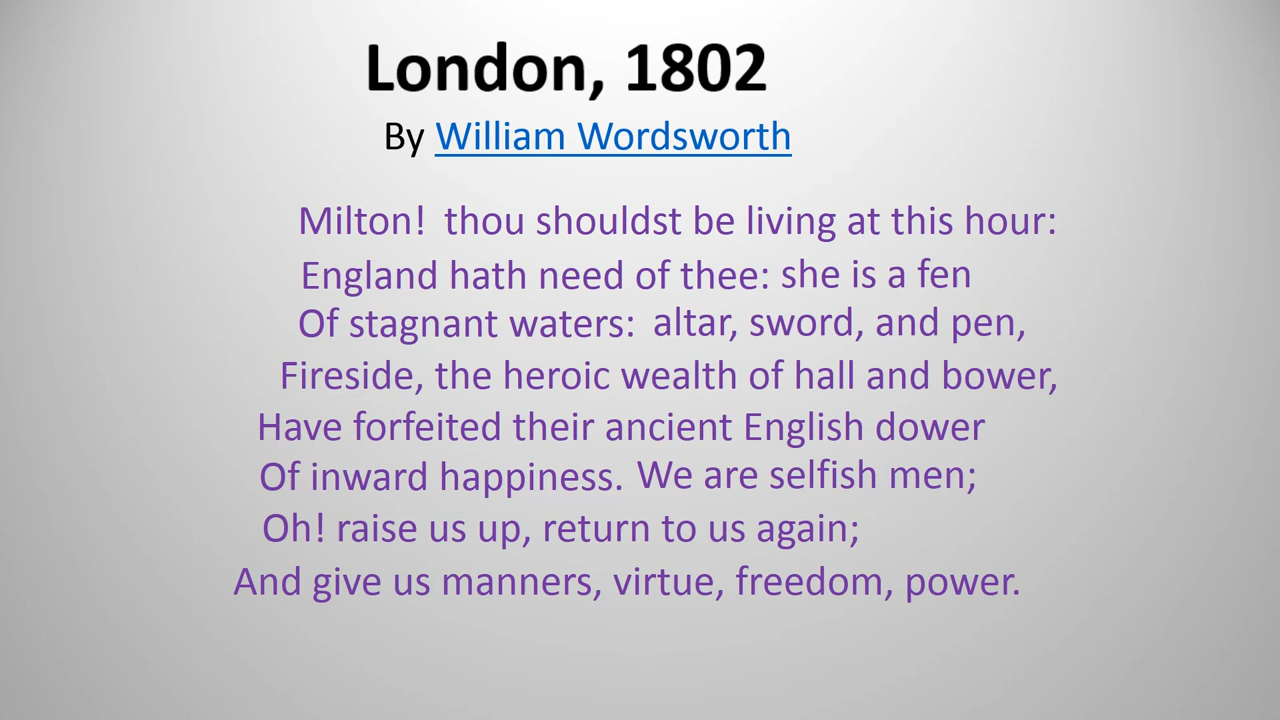 London, 1802
By William Wordsworth
Milton! thou shouldst be living at this hour:
England hath need of thee: she is a fen
Of stagnant waters: altar, sword, and pen,
Fireside, the heroic wealth of hall and bower,
Have forfeited their ancient English dower
Of inward happiness. We are selfish men;
Oh! raise us up, return to us again;
And give us manners, virtue, freedom, power.